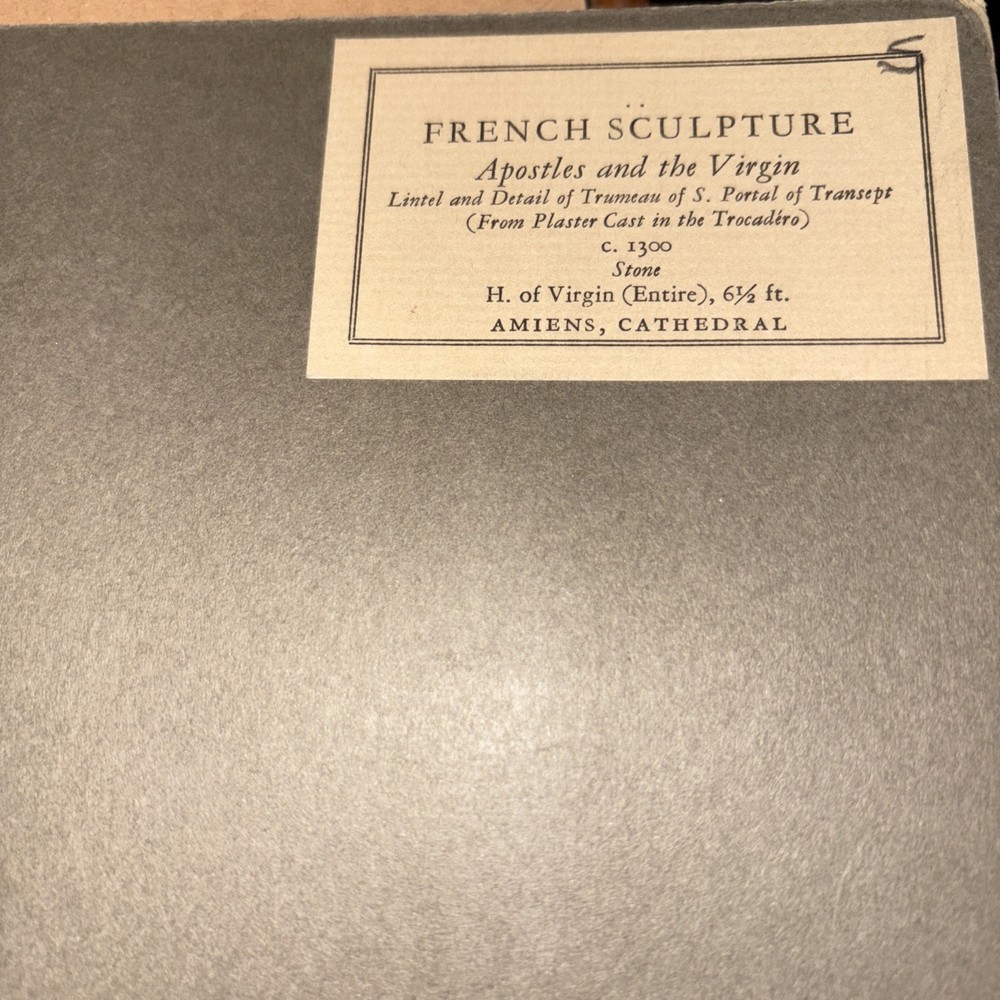 S
FRENCH SCULPTURE
Apostles and the Virgin
Lintel and Detail of Trumeau of S. Portal of Transept
(From Plaster Cast in the Trocadéro)
c. 1300
Stone
H. of Virgin (Entire), 6½ ft.
AMIENS, CATHEDRAL